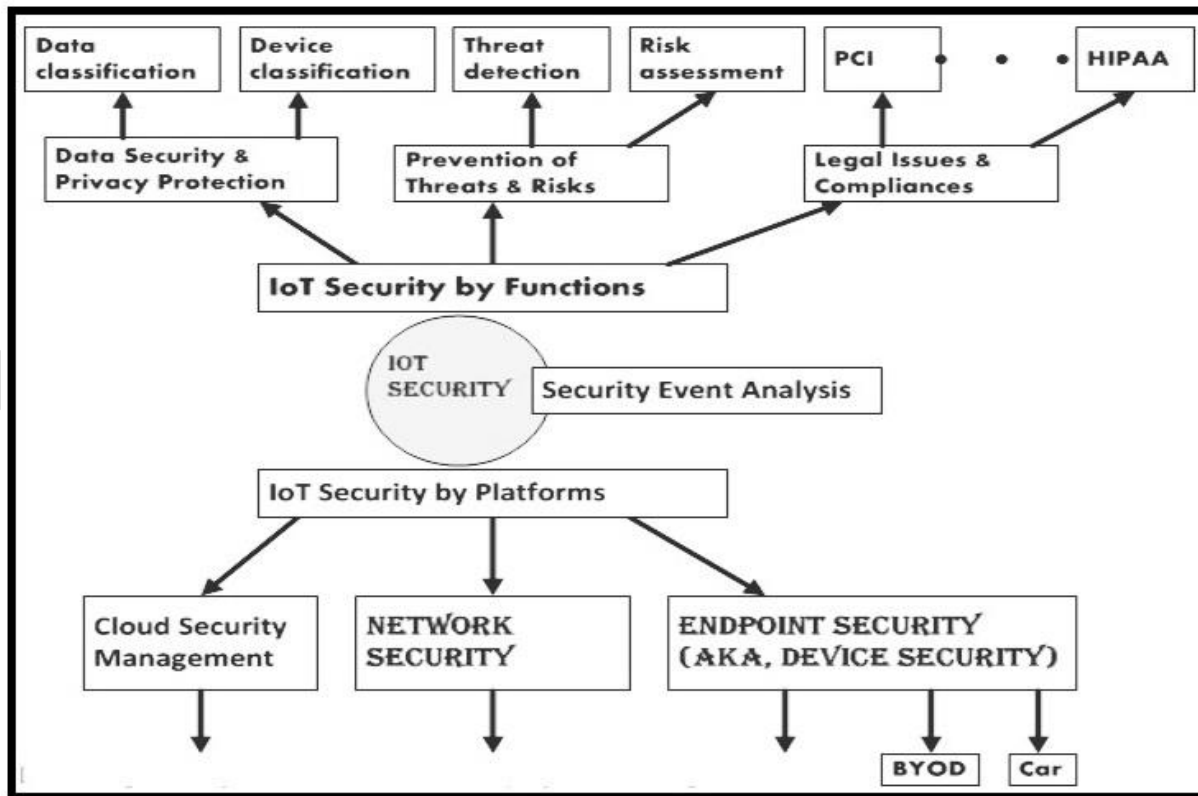 Data
classification
Device
classification
Threat
detection
Risk
assessment
PCI
• • •
HIPAA
Data Security &
Privacy Protection
Prevention of
Threats & Risks
Legal Issues &
Compliances
IoT Security by Functions
IOT
SECURITY
Security Event Analysis
IoT Security by Platforms
Cloud Security
Management
NETWORK
SECURITY
ENDPOINT SECURITY
(AKA, DEVICE SECURITY)
BYOD
Car